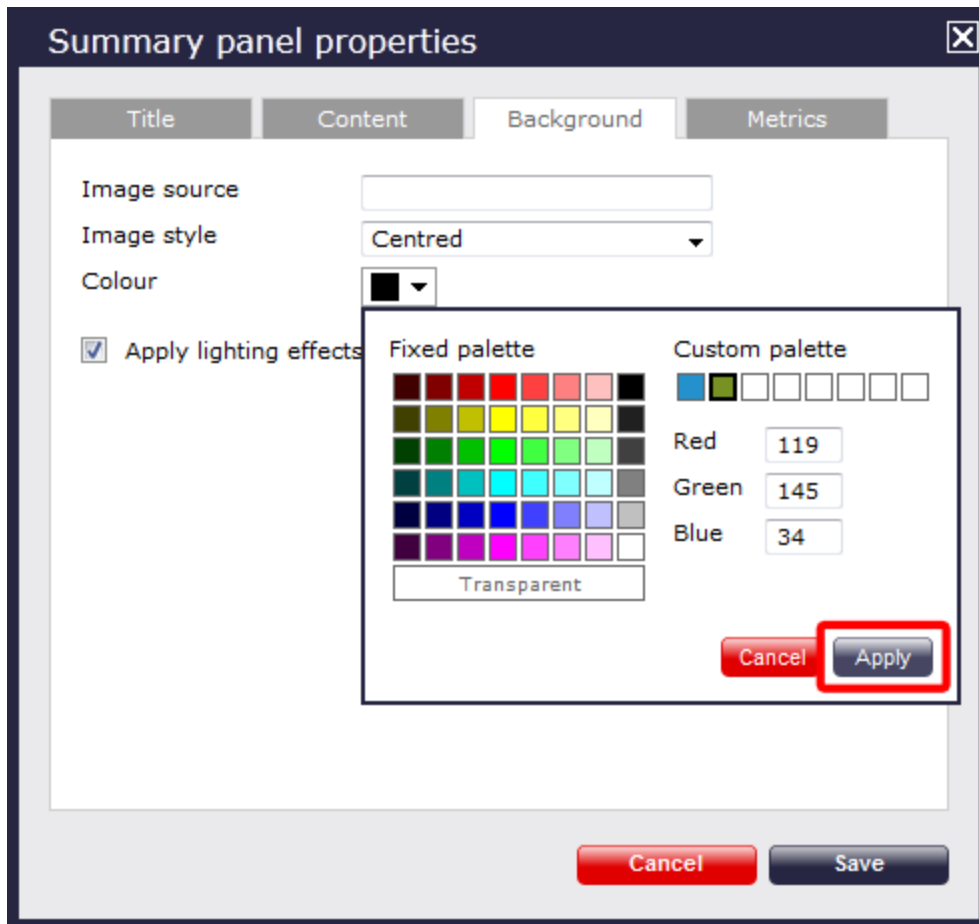 Summary panel properties
Title Content Background Metrics
Image source
Image style Centred
Colour
Apply lighting effects
Fixed palette Custom palette
Red 119
Green 145
Blue 34
Transparent
Cancel Apply
Cancel Save